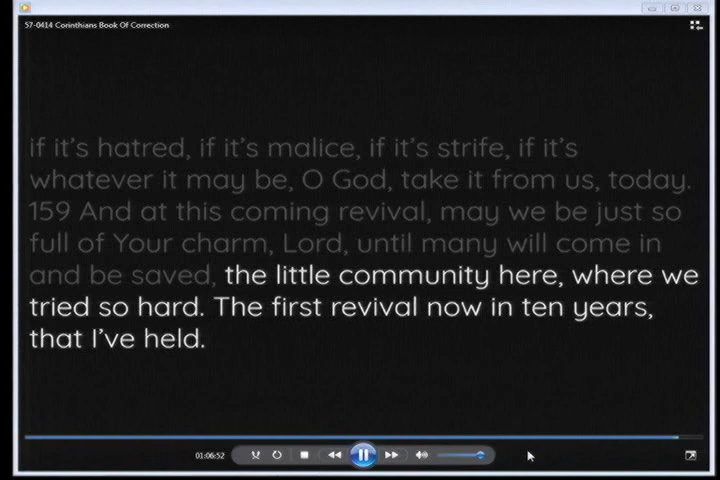 57-0414 Corinthians Book Of Correction
if it's hatred, if it's malice, if it's strife, if it's
whatever it may be, O God, take it from us, today.
159 And at this coming revival, may we be just so
full of Your charm, Lord, until many will come in
and be saved, the little community here, where we
tried so hard. The first revival now in ten years,
that I've held.
01:06:52